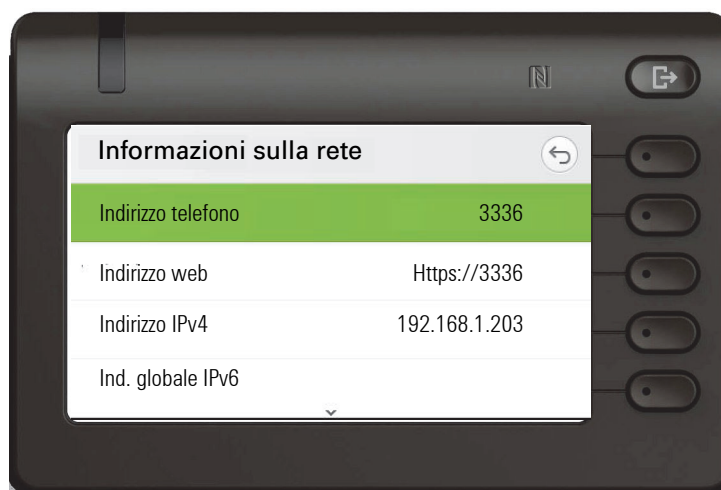 Informazioni sulla rete
Indirizzo telefono 3336
Indirizzo web Https://3336
Indirizzo IPv4 192.168.1.203
Ind. globale IPv6